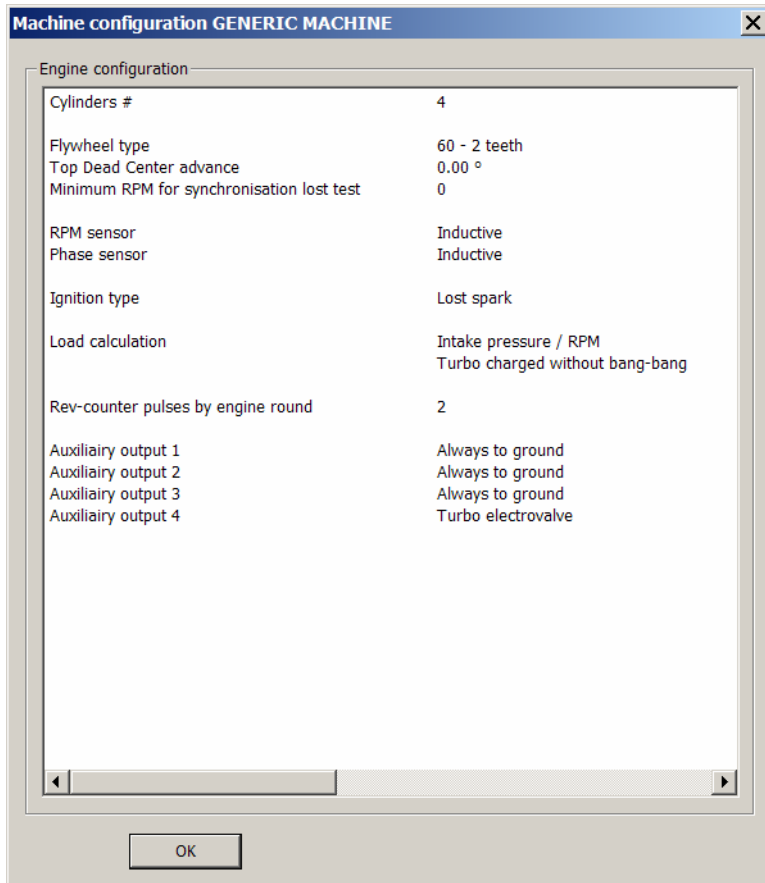 Machine configuration GENERIC MACHINE
Engine configuration
Cylinders # 4
Flywheel type 60 - 2 teeth
Top Dead Center advance 0.00 º
Minimum RPM for synchronisation lost test 0
RPM sensor Inductive
Phase sensor Inductive
Ignition type Lost spark
Load calculation Intake pressure / RPM
Turbo charged without bang-bang
Rev-counter pulses by engine round 2
Auxiliairy output 1 Always to ground
Auxiliairy output 2 Always to ground
Auxiliairy output 3 Always to ground
Auxiliairy output 4 Turbo electrovalve
OK